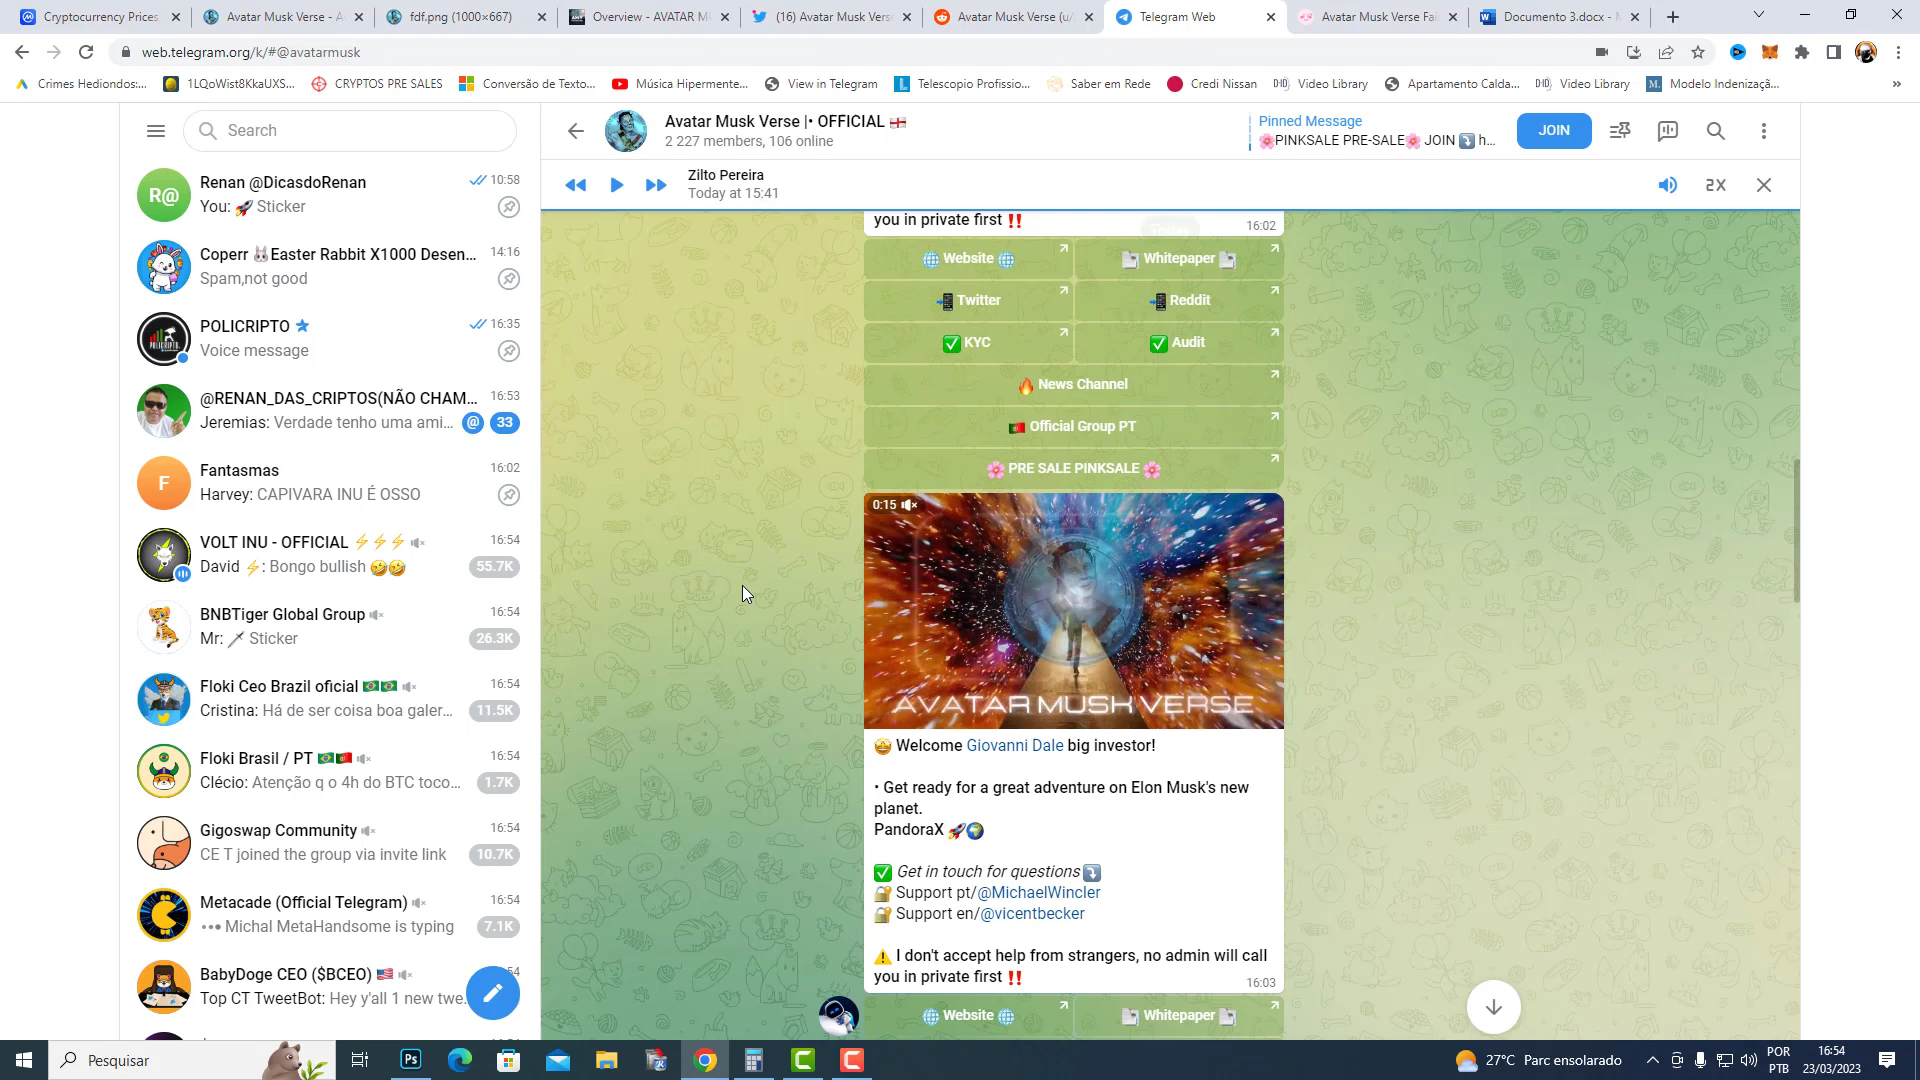 Cryptocurrency Prices,
Avatar Musk Verse - A
fdf.png (1000×667)
Overview - AVATAR M
(16) Avatar Musk Vers
Avatar Musk Verse (u/
Telegram Web
Avatar Musk Verse Fai
Documento 3.docx - M
web.telegram.org/k/#@avatarmusk
Crimes Hediondos:...
1LQoWist8KkaUXS...
CRYPTOS PRE SALES
Conversão de Texto...
Música Hipermente...
View in Telegram
Telescopio Profissio...
Saber em Rede
Credi Nissan
Video Library
Apartamento Calda...
Video Library
Modelo Indenizaçã...
»
Search
Renan @DicasdoRenan
10:58
R@
You: 🚀 Sticker
Coperr 🐰Easter Rabbit X1000 Desen...
14:16
Spam,not good
POLICRIPTO
16:35
Voice message
@RENAN_DAS_CRIPTOS(NÃO CHAM...
16:53
Jeremias: Verdade tenho uma ami...
@
33
Fantasmas
16:02
F
Harvey: CAPIVARA INU É OSSO
VOLT INU - OFFICIAL ⚡⚡⚡
16:54
David ⚡: Bongo bullish 🤣🤣
55.7K
BNBTiger Global Group
16:54
Mr: Sticker
26.3K
Floki Ceo Brazil oficial 🇧🇷🇧🇷
16:54
Cristina: Há de ser coisa boa galer...
11.5K
Floki Brasil / PT 🇧🇷🇵🇹
16:54
Clécio: Atenção q o 4h do BTC toco...
1.7K
Gigoswap Community
16:54
CE T joined the group via invite link
10.7K
Metacade (Official Telegram)
16:54
Michal MetaHandsome is typing
7.1K
BabyDoge CEO ($BCEO) 🇺🇸
54
Top CT TweetBot: Hey y'all 1 new twe...
Avatar Musk Verse |• OFFICIAL 🏴󠁧󠁢󠁥󠁮󠁧󠁿
2 227 members, 106 online
Pinned Message
🌸PINKSALE PRE-SALE🌸 JOIN ⤵️ h...
JOIN
Zilto Pereira
Today at 15:41
2X
you in private first ‼️
16:02
Today
🌐 Website 🌐
Whitepaper
📲 Twitter
📲 Reddit
✅ KYC
✅ Audit
🔥 News Channel
🇵🇹 Official Group PT
🌸 PRE SALE PINKSALE 🌸
0:15
AVATAR MUSK VERSE
🤩 Welcome Giovanni Dale big investor!
• Get ready for a great adventure on Elon Musk's new
planet.
PandoraX 🚀🌍
✅ Get in touch for questions ⤵️
🔐 Support pt/@MichaelWincler
🔐 Support en/@vicentbecker
⚠️ I don't accept help from strangers, no admin will call
you in private first ‼️
16:03
🌐 Website 🌐
Whitepaper
Pesquisar
Ps
27°C Parc ensolarado
POR
PTB
16:54
23/03/2023